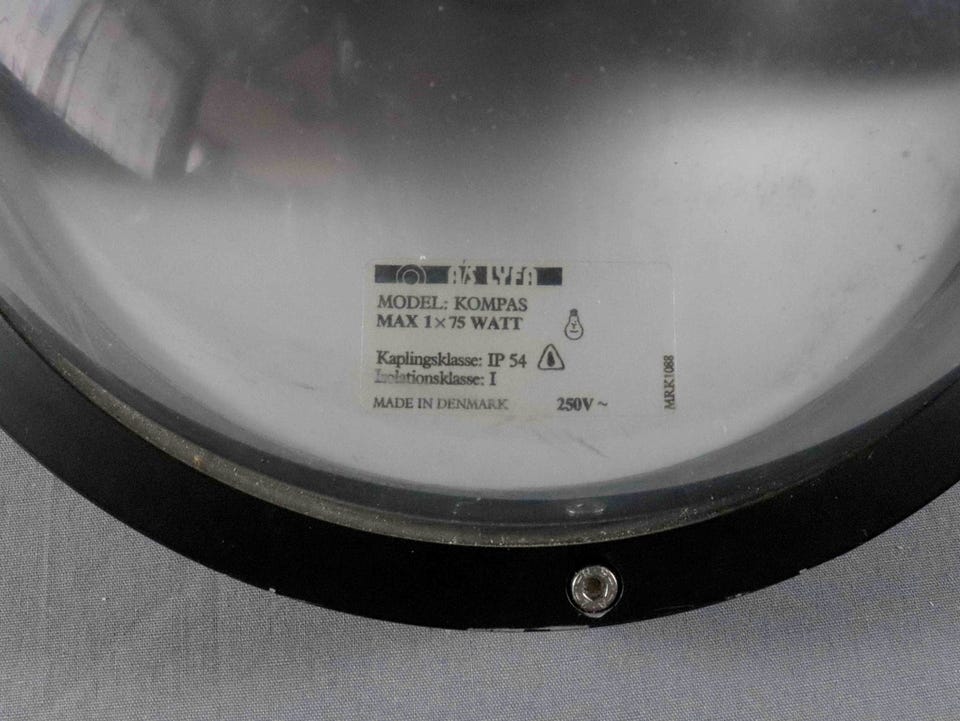 A/S LYFA
MODEL: KOMPAS
MAX 1×75 WATT
Kaplingsklasse: IP 54
Isolationsklasse: I
MADE IN DENMARK 250V ~
MRK1088